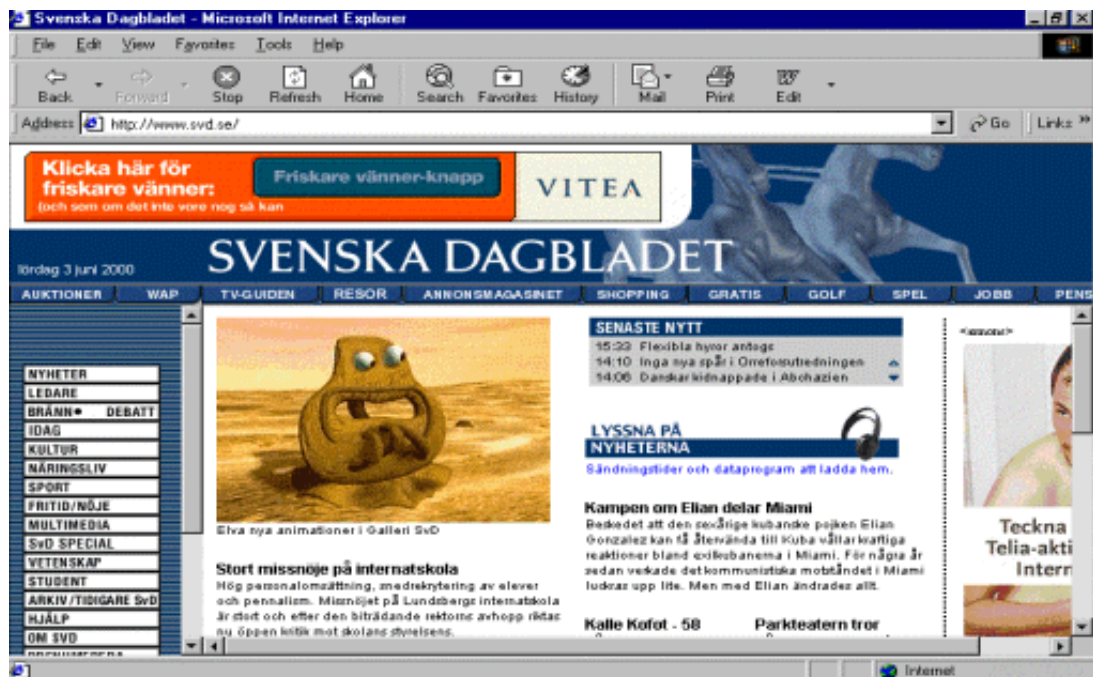 Svenska Dagbladet - Microsoft Internet Explorer
File Edit View Favorites Tools Help
Back Forward Stop Refresh Home Search Favorites History Mail Print Edit
Address http://www.svd.se/ Go Links »
Klicka här för
friskare vänner:
(och som om det inte vore nog så kan
Friskare vänner-knapp
VITEA
lördag 3 juni 2000
SVENSKA DAGBLADET
AUKTIONER WAP TV-GUIDEN RESOR ANNONSMAGASINET SHOPPING GRATIS GOLF SPEL JOBB PENS
NYHETER
LEDARE
BRÄNN● DEBATT
IDAG
KULTUR
NÄRINGSLIV
SPORT
FRITID/NÖJE
MULTIMEDIA
SvD SPECIAL
VETENSKAP
STUDENT
ARKIV/TIDIGARE SvD
HJÄLP
OM SVD
PRENUMERERA
Elva nya animationer i Galleri SvD
Stort missnöje på internatskola
Hög personalomsättning, snedrekrytering av elever
och pennalism. Missnöjet på Lundsbergs internatskola
är stort och efter den biträdande rektorns avhopp riktas
nu öppen kritik mot skolans styrelsens.
SENASTE NYTT
15:33 Flexibla hyror antogs
14:10 Inga nya spår i Orreforsutredningen
14:06 Danskar kidnappade i Abchazien
LYSSNA PÅ
NYHETERNA
Sändningstider och dataprogram att ladda hem.
Kampen om Elian delar Miami
Beskedet att den sexårige kubanske pojken Elian
Gonzalez kan få återvända till Kuba vållar kraftiga
reaktioner bland exilkubanerna i Miami. För några år
sedan verkade det kommunistiska motståndet i Miami
luckras upp lite. Men med Elian ändrades allt.
Kalle Kofot - 58 Parkteatern tror
<annons>
Teckna
Telia-akti
Intern
Internet